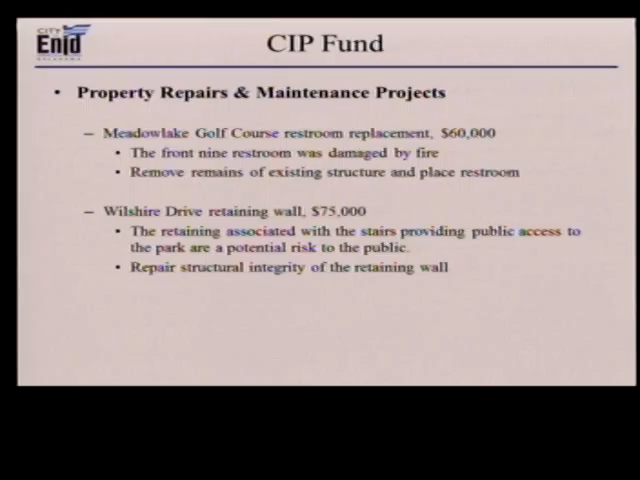 CITY
Enid
OKLAHOMA
CIP Fund
• Property Repairs & Maintenance Projects
– Meadowlake Golf Course restroom replacement, $60,000
• The front nine restroom was damaged by fire
• Remove remains of existing structure and place restroom
– Wilshire Drive retaining wall, $75,000
• The retaining associated with the stairs providing public access to
the park are a potential risk to the public.
• Repair structural integrity of the retaining wall